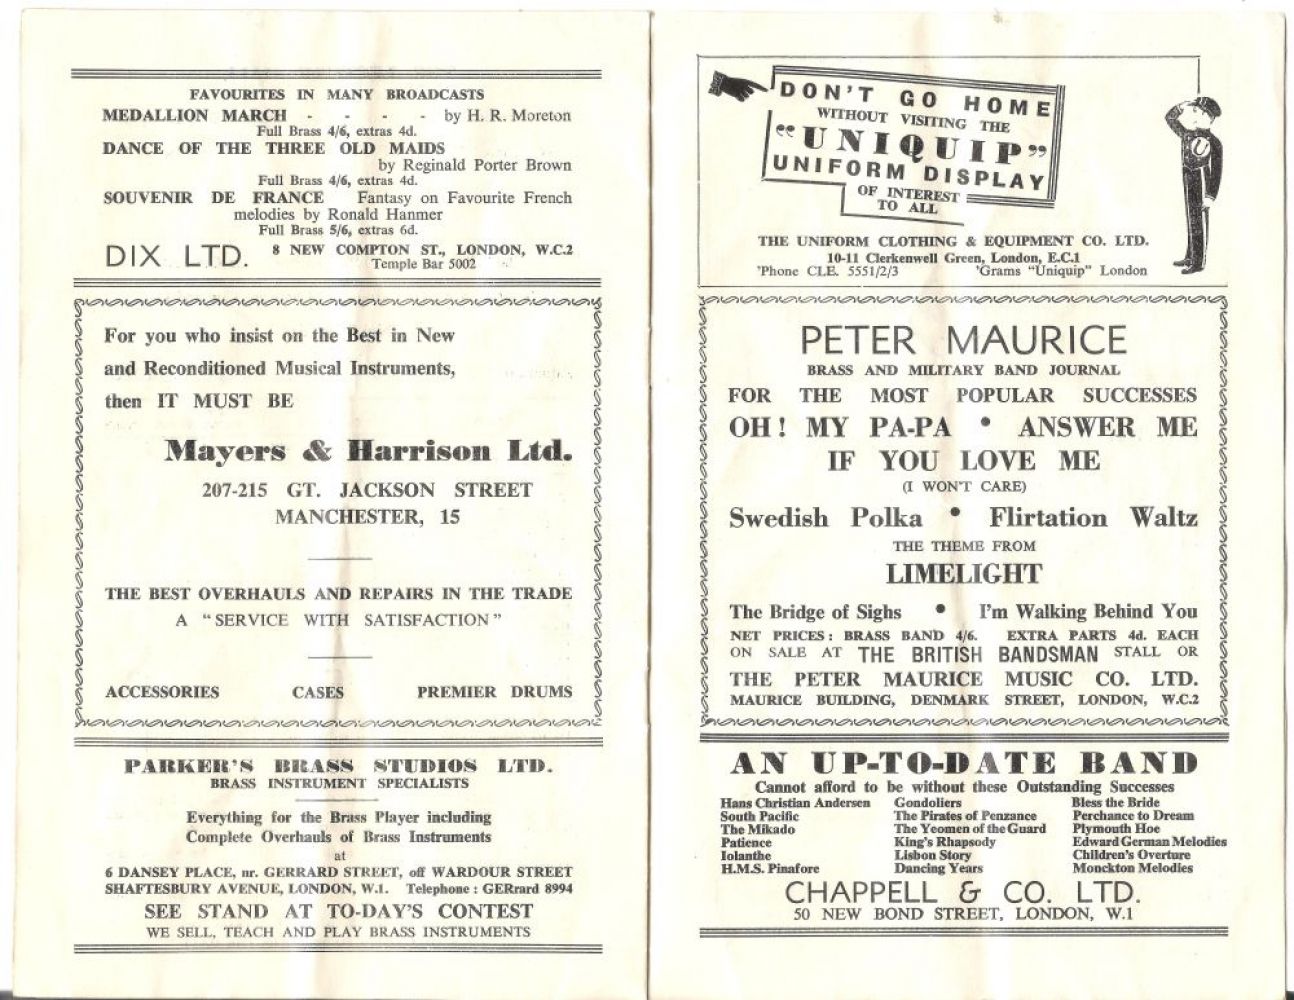 FAVOURITES IN MANY BROADCASTS
MEDALLION MARCH - - - - by H. R. Moreton
Full Brass 4/6, extras 4d.
DANCE OF THE THREE OLD MAIDS
by Reginald Porter Brown
Full Brass 4/6, extras 4d.
SOUVENIR DE FRANCE Fantasy on Favourite French
melodies by Ronald Hanmer
Full Brass 5/6, extras 6d.
DIX LTD. 8 NEW COMPTON ST., LONDON, W.C.2
Temple Bar 5002
For you who insist on the Best in New
and Reconditioned Musical Instruments,
then IT MUST BE
Mayers & Harrison Ltd.
207-215 GT. JACKSON STREET
MANCHESTER, 15
THE BEST OVERHAULS AND REPAIRS IN THE TRADE
A "SERVICE WITH SATISFACTION"
ACCESSORIES CASES PREMIER DRUMS
PARKER'S BRASS STUDIOS LTD.
BRASS INSTRUMENT SPECIALISTS
Everything for the Brass Player including
Complete Overhauls of Brass Instruments
at
6 DANSEY PLACE, nr. GERRARD STREET, off WARDOUR STREET
SHAFTESBURY AVENUE, LONDON, W.1. Telephone : GERrard 8994
SEE STAND AT TO-DAY'S CONTEST
WE SELL, TEACH AND PLAY BRASS INSTRUMENTS
DON'T GO HOME
WITHOUT VISITING THE
"UNIQUIP"
UNIFORM DISPLAY
OF INTEREST
TO ALL
U
THE UNIFORM CLOTHING & EQUIPMENT CO. LTD.
10-11 Clerkenwell Green, London, E.C.1
'Phone CLE. 5551/2/3 'Grams "Uniquip" London
PETER MAURICE
BRASS AND MILITARY BAND JOURNAL
FOR THE MOST POPULAR SUCCESSES
OH! MY PA-PA • ANSWER ME
IF YOU LOVE ME
(I WON'T CARE)
Swedish Polka • Flirtation Waltz
THE THEME FROM
LIMELIGHT
The Bridge of Sighs • I'm Walking Behind You
NET PRICES : BRASS BAND 4/6. EXTRA PARTS 4d. EACH
ON SALE AT THE BRITISH BANDSMAN STALL OR
THE PETER MAURICE MUSIC CO. LTD.
MAURICE BUILDING, DENMARK STREET, LONDON, W.C.2
AN UP-TO-DATE BAND
Cannot afford to be without these Outstanding Successes
Hans Christian Andersen Gondoliers Bless the Bride
South Pacific The Pirates of Penzance Perchance to Dream
The Mikado The Yeomen of the Guard Plymouth Hoe
Patience King's Rhapsody Edward German Melodies
Iolanthe Lisbon Story Children's Overture
H.M.S. Pinafore Dancing Years Monckton Melodies
CHAPPELL & CO. LTD.
50 NEW BOND STREET, LONDON, W.1